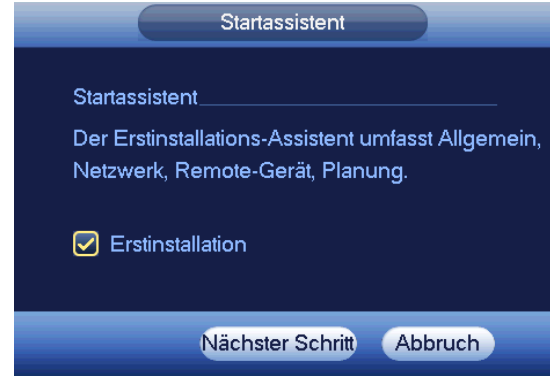 Startassistent
Startassistent
Der Erstinstallations-Assistent umfasst Allgemein,
Netzwerk, Remote-Gerät, Planung.
Erstinstallation
Nächster Schritt Abbruch